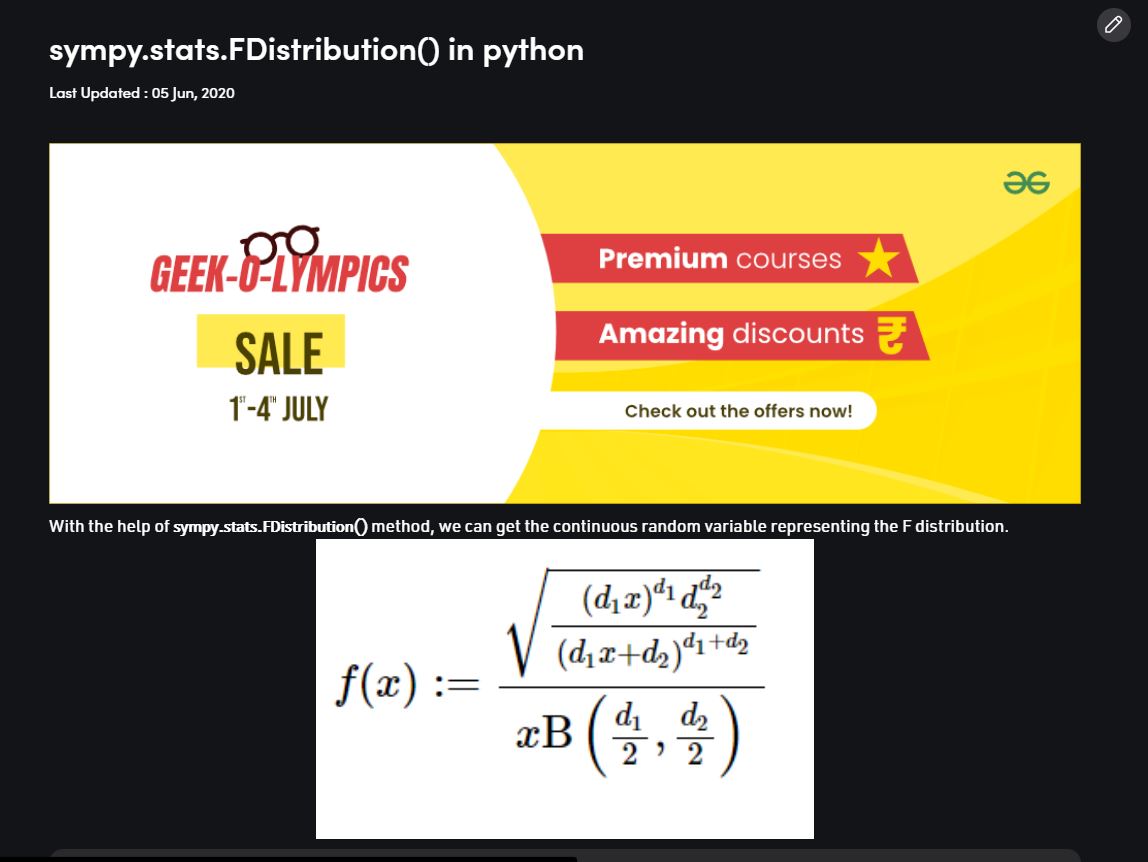 sympy.stats.FDistribution() in python
Last Updated : 05 Jun, 2020
GEEK-O-LYMPICS
SALE
1ST-4TH JULY
Premium courses
Amazing discounts ₹
Check out the offers now!
With the help of sympy.stats.FDistribution() method, we can get the continuous random variable representing the F distribution.
f(x) := \frac{\sqrt{\frac{(d_1x)^{d_1} d_2^{d_2}}{(d_1x+d_2)^{d_1+d_2}}}}{xB\left(\frac{d_1}{2}, \frac{d_2}{2}\right)}